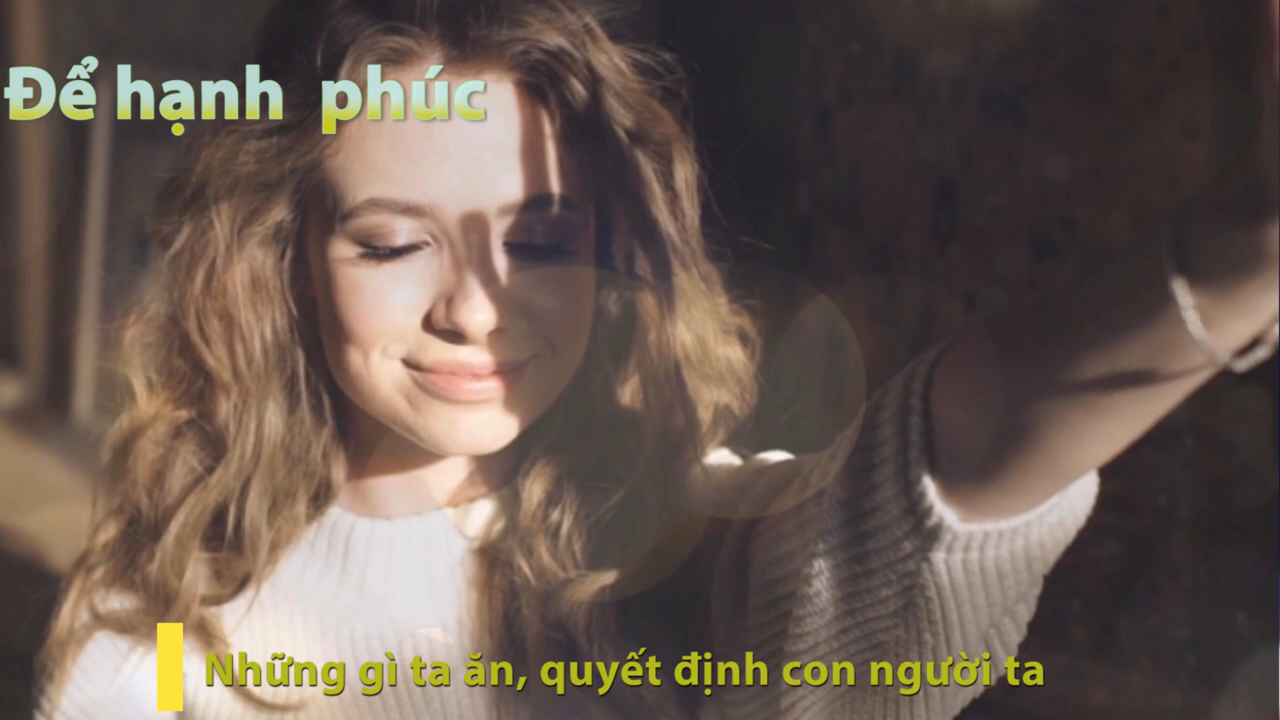 Để hạnh phúc
Những gì ta ăn, quyết định con người ta